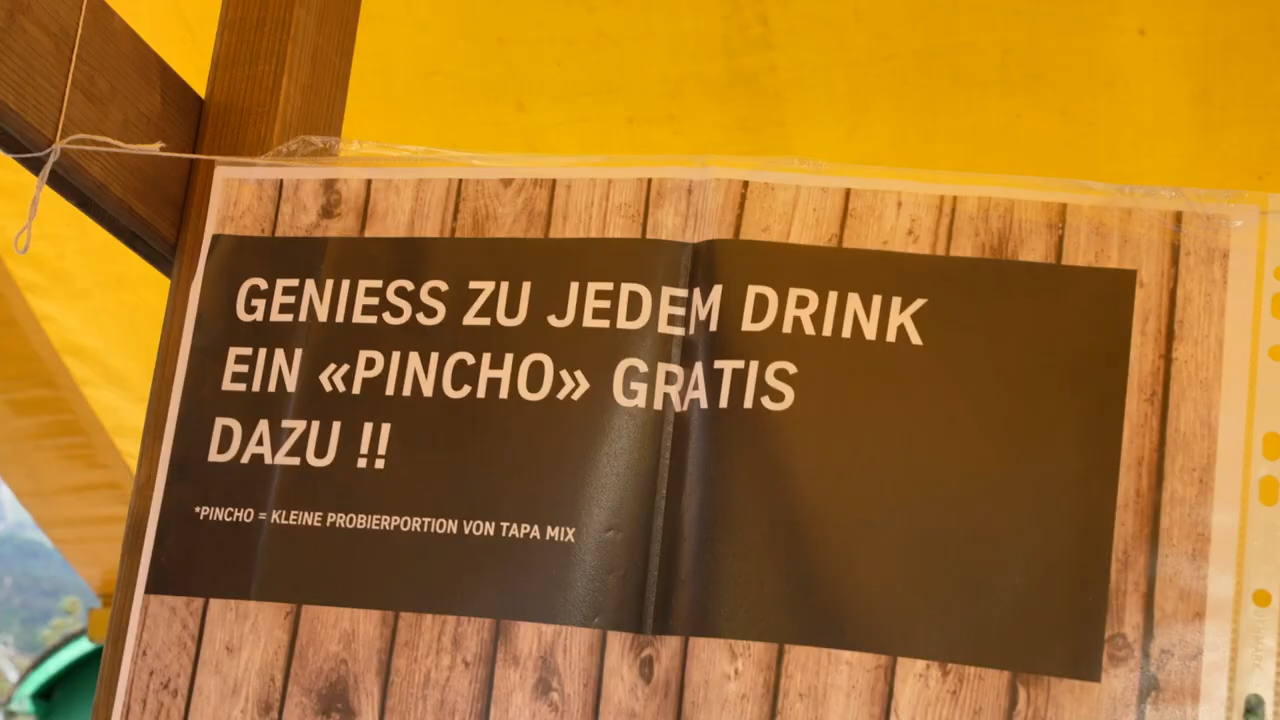 GENIESS ZU JEDEM DRINK
EIN «PINCHO» GRATIS
DAZU !!
*PINCHO = KLEINE PROBIERPORTION VON TAPA MIX